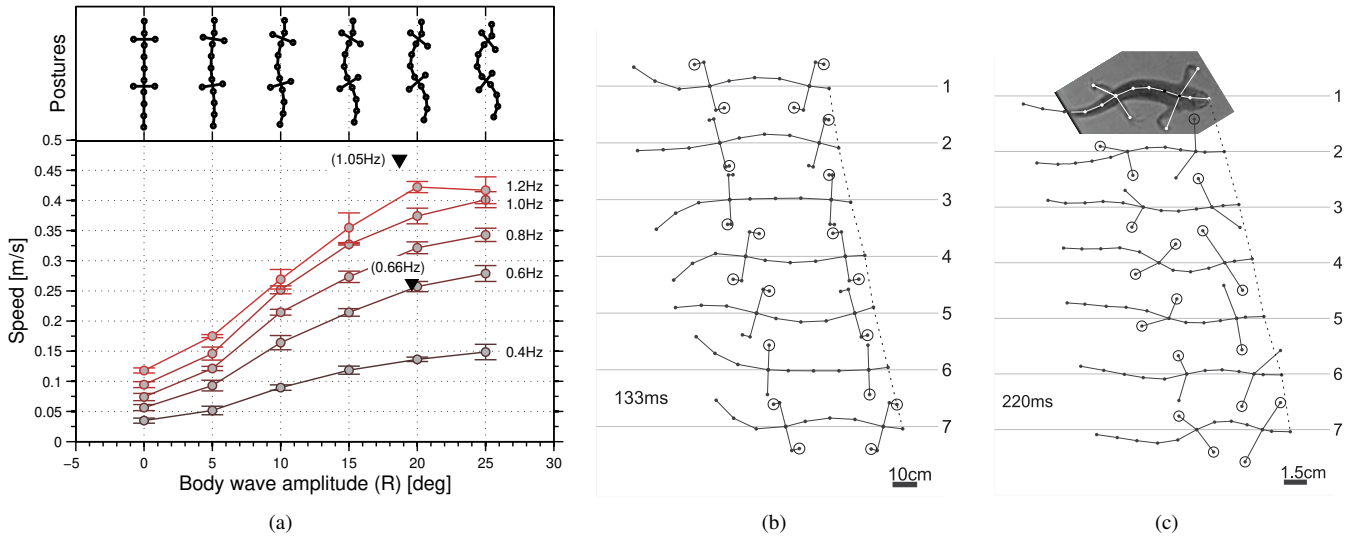 Postures
Speed [m/s]
0.5
0.45
0.4
0.35
0.3
0.25
0.2
0.15
0.1
0.05
0
(1.05Hz)
(0.66Hz)
1.2Hz
1.0Hz
0.8Hz
0.6Hz
0.4Hz
−5
0
5
10
15
20
25
30
Body wave amplitude (R) [deg]
(a)
1
2
3
4
5
6
7
133ms
10cm
(b)
1
2
3
4
5
6
7
220ms
1.5cm
(c)